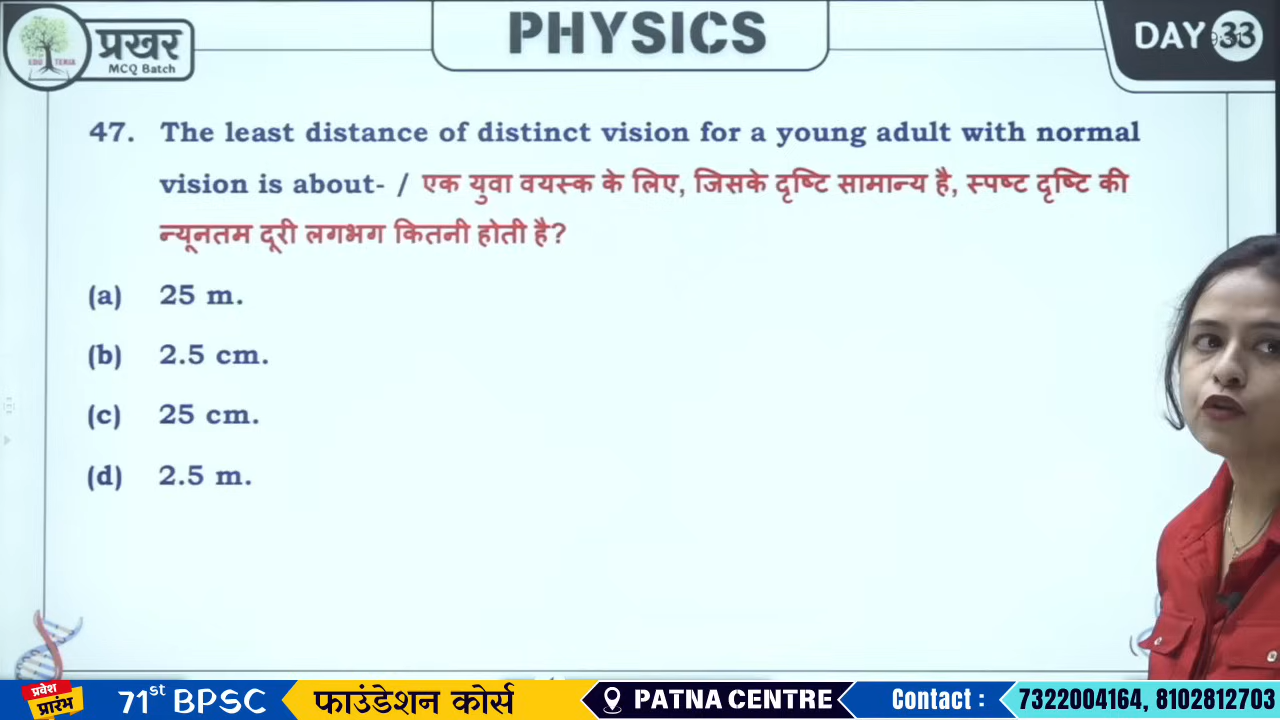 प्रखर
EDU TERIA
MCQ Batch
PHYSICS
DAY 33
47. The least distance of distinct vision for a young adult with normal
vision is about- / एक युवा वयस्क के लिए, जिसके दृष्टि सामान्य है, स्पष्ट दृष्टि की
न्यूनतम दूरी लगभग कितनी होती है?
(a) 25 m.
(b) 2.5 cm.
(c) 25 cm.
(d) 2.5 m.
प्रवेश
प्रारंभ
71st BPSC
फाउंडेशन कोर्स
PATNA CENTRE
Contact :
7322004164, 8102812703